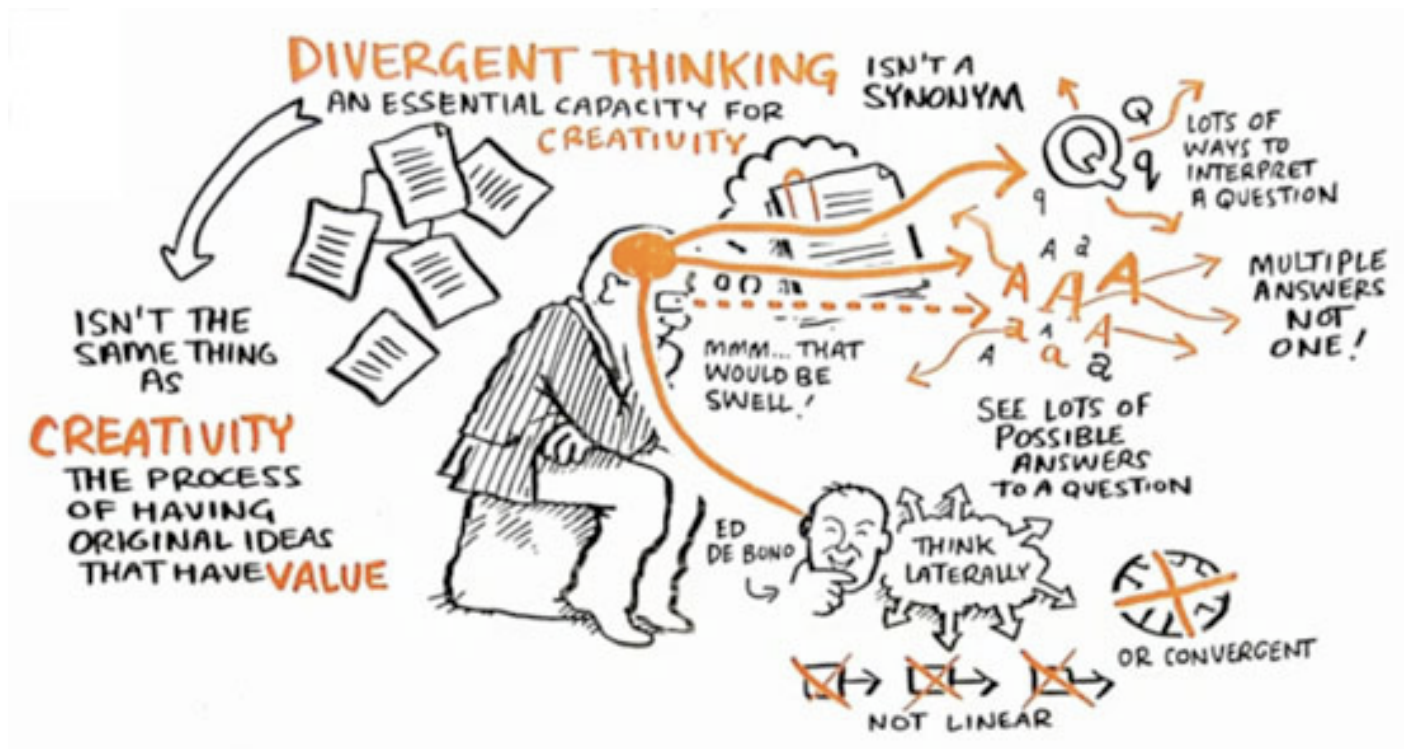 DIVERGENT THINKING
AN ESSENTIAL CAPACITY FOR
CREATIVITY
ISN'T A
SYNONYM
ISN'T THE
SAME THING
AS
CREATIVITY
THE PROCESS
OF HAVING
ORIGINAL IDEAS
THAT HAVE VALUE
Q Q
q
q
LOTS OF
WAYS TO
INTERPRET
A QUESTION
A a
A A A
a A A
A a a
MULTIPLE
ANSWERS
NOT
ONE!
MMM... THAT
WOULD BE
SWELL!
SEE LOTS OF
POSSIBLE
ANSWERS
TO A QUESTION
ED
DE BONO
THINK
LATERALLY
OR CONVERGENT
NOT LINEAR